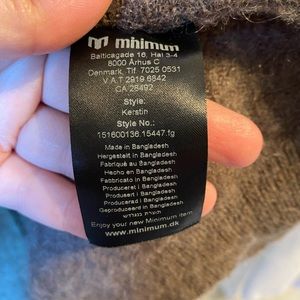 minimum
Balticagade 16, Hal 3-4
8000 Århus C
Denmark, Tlf 7025 0531
V.A.T 2919 6842
CA 28492
Style:
Kerstin
Style No.:
151600136.15447.fg
Made in Bangladesh
Hergestellt in Bangladesh
Fabriqué au Bangladesh
Hecho en Bangladesh
Fabbricato in Bangladesh
Produceret i Bangladesh
Produsert i Bangladesh
Producerad i Bangladesh
Geproduceerd in Bangladesh
Enjoy your new Minimum item
www.minimum.dk